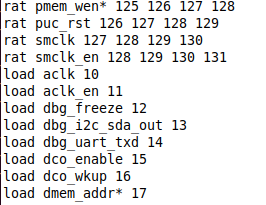 rat pmem_wen* 125 126 127 128
rat puc_rst 126 127 128 129
rat smclk 127 128 129 130
rat smclk_en 128 129 130 131
load aclk 10
load aclk_en 11
load dbg_freeze 12
load dbg_i2c_sda_out 13
load dbg_uart_txd 14
load dco_enable 15
load dco_wkup 16
load dmem_addr* 17